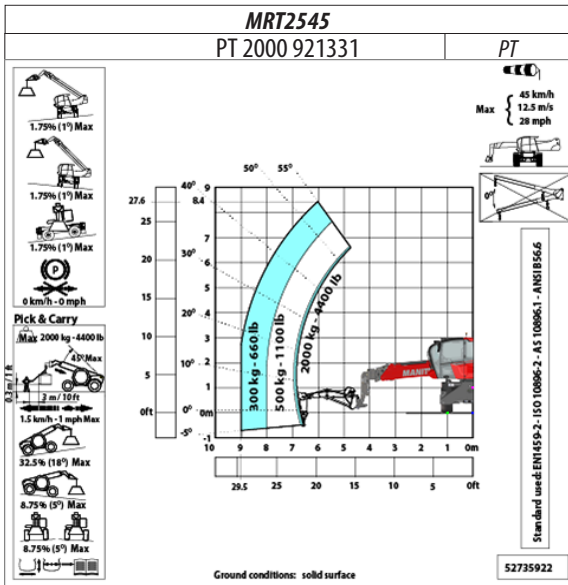 MRT2545
PT 2000 921331
PT
1.75% (1°) Max
1.75% (1°) Max
1.75% (1°) Max
P
0 km/h - 0 mph
Pick & Carry
Max 2000 kg - 4400 lb
45° Max
0.3 m / 1 ft
3 m / 10 ft
1.5 km/h - 1 mph Max
32.5% (18°) Max
8.75% (5°) Max
8.75% (5°) Max
Max
45 km/h
12.5 m/s
28 mph
0°
50°
55°
40°
30°
20°
10°
0°
-5°
27.6
25
20
15
10
5
0ft
9
8.4
7
6
5
4
3
2
1
0m
-1
300 kg - 660 lb
500 kg - 1100 lb
2000 kg - 4400 lb
MANIT
10 9 8 7 6 5 4 3 2 1 0m
29.5 25 20 15 10 5 0ft
Standard used: EN1459-2 - ISO 10896-2 - AS 10896.1 - ANSI B56.6
Ground conditions: solid surface
52735922